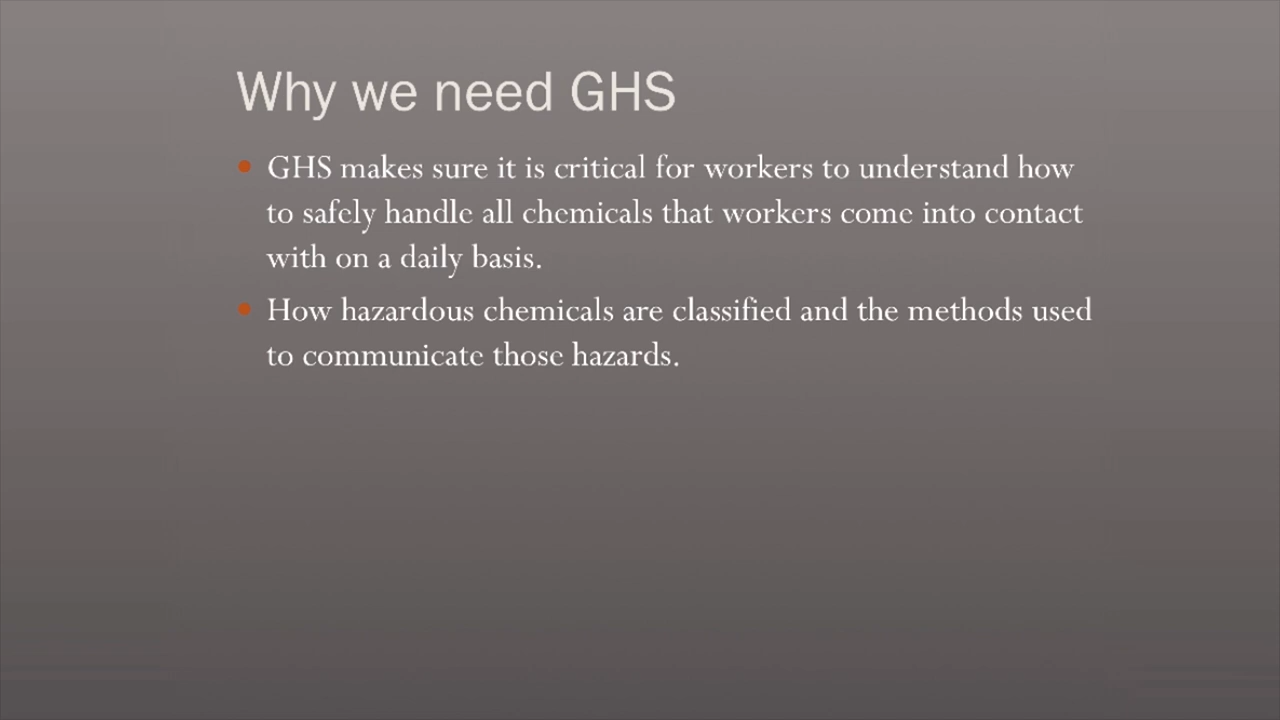 Why we need GHS
• GHS makes sure it is critical for workers to understand how
to safely handle all chemicals that workers come into contact
with on a daily basis.
• How hazardous chemicals are classified and the methods used
to communicate those hazards.